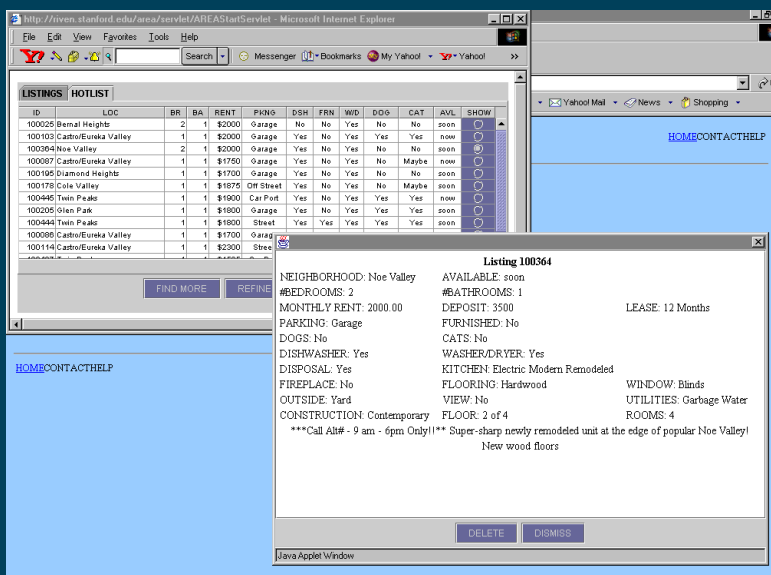 http://riven.stanford.edu/area/servlet/AREAStartServlet - Microsoft Internet Explorer
File Edit View Favorites Tools Help
Y? Search Messenger Bookmarks My Yahoo! Yahoo! »
Yahoo! Mail News Shopping
HOMECONTACTHELP
LISTINGS HOTLIST
ID LOC BR BA RENT PKNG DSH FRN W/D DOG CAT AVL SHOW
100025 Bernal Heights 2 1 $2000 Garage No No Yes No No soon
100103 Castro/Eureka Valley 1 1 $2000 Garage Yes No Yes Yes Yes now
100364 Noe Valley 2 1 $2000 Garage Yes No Yes No No soon
100087 Castro/Eureka Valley 1 1 $1750 Garage Yes No Yes No Maybe now
100195 Diamond Heights 1 1 $1700 Garage Yes No Yes No No soon
100178 Cole Valley 1 1 $1875 Off Street Yes No Yes No Maybe soon
100445 Twin Peaks 1 1 $1900 Car Port Yes No Yes Yes Yes now
100205 Glen Park 1 1 $1800 Garage Yes No Yes No Yes soon
100444 Twin Peaks 1 1 $1800 Street Yes Yes Yes Yes Yes soon
100086 Castro/Eureka Valley 1 1 $1700
100114 Castro/Eureka Valley 1 1 $2300
FIND MORE REFINE
HOMECONTACTHELP
Listing 100364
NEIGHBORHOOD: Noe Valley AVAILABLE: soon
#BEDROOMS: 2 #BATHROOMS: 1
MONTHLY RENT: 2000.00 DEPOSIT: 3500 LEASE: 12 Months
PARKING: Garage FURNISHED: No
DOGS: No CATS: No
DISHWASHER: Yes WASHER/DRYER: Yes
DISPOSAL: Yes KITCHEN: Electric Modern Remodeled
FIREPLACE: No FLOORING: Hardwood WINDOW: Blinds
OUTSIDE: Yard VIEW: No UTILITIES: Garbage Water
CONSTRUCTION: Contemporary FLOOR: 2 of 4 ROOMS: 4
***Call Alt# - 9 am - 6pm Only!!** Super-sharp newly remodeled unit at the edge of popular Noe Valley!
New wood floors
DELETE DISMISS
Java Applet Window